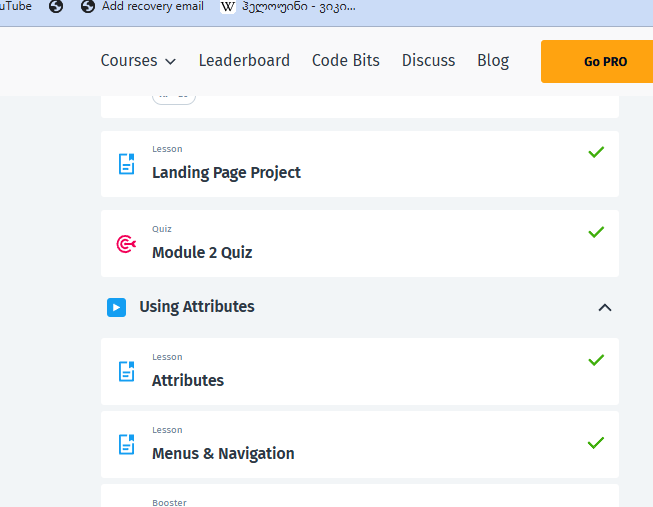 uTube
Add recovery email
ჰელოუინი - ვიკი...
Courses
Leaderboard
Code Bits
Discuss
Blog
Go PRO
Lesson
Landing Page Project
Quiz
Module 2 Quiz
Using Attributes
Lesson
Attributes
Lesson
Menus & Navigation
Booster